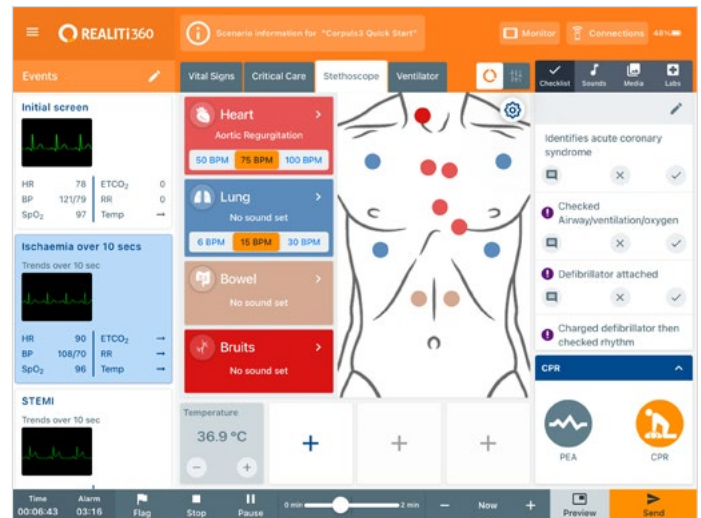 REALITi360
Scenario information for "Corpuls3 Quick Start"
Monitor
Connections
48%
Events
Vital Signs
Critical Care
Stethoscope
Ventilator
Checklist
Sounds
Media
Labs
Initial screen
HR 78 ETCO₂ 0
BP 121/79 RR 0
SpO₂ 97 Temp →
Ischaemia over 10 secs
Trends over 10 sec
HR 90 ETCO₂ →
BP 108/70 RR →
SpO₂ 96 Temp →
STEMI
Trends over 10 sec
Heart
Aortic Regurgitation
50 BPM 75 BPM 100 BPM
Lung
No sound set
6 BPM 15 BPM 30 BPM
Bowel
No sound set
Bruits
No sound set
Temperature
36.9 °C
Identifies acute coronary
syndrome
Checked
Airway/ventilation/oxygen
Defibrillator attached
Charged defibrillator then
checked rhythm
CPR
PEA
CPR
Time
00:06:43
Alarm
03:16
Flag
Stop
Pause
0 min
2 min
Now
Preview
Send